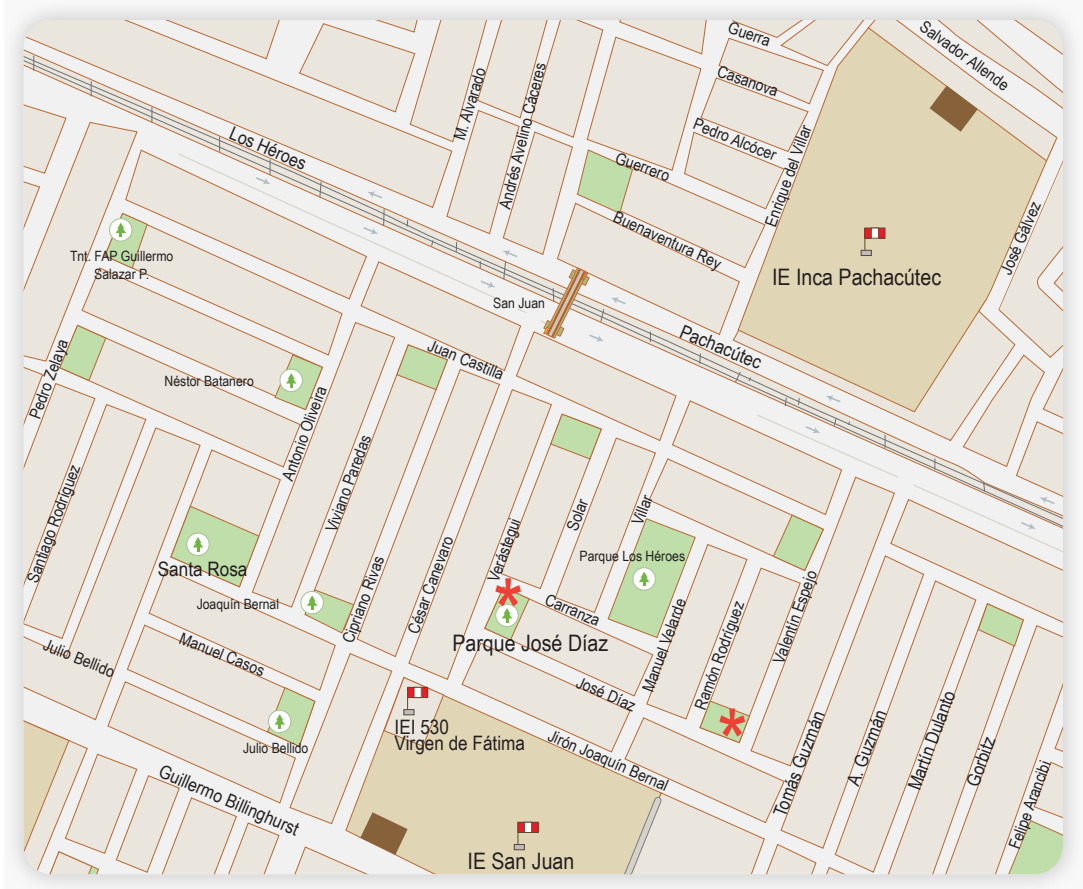 Guerra
Salvador Allende
Casanova
M. Alvarado
Andrés Avelino Cáceres
Pedro Alcócer
Los Héroes
Guerrero
Enrique del Villar
José Gálvez
Buenaventura Rey
Tnt. FAP Guillermo
Salazar P.
IE Inca Pachacútec
San Juan
Pachacútec
Juan Castilla
Pedro Zelaya
Néstor Batanero
Antonio Oliveira
Viviano Paredas
Santiago Rodriguez
Solar
Villar
Verástegui
Parque Los Héroes
Santa Rosa
Joaquín Bernal
Cipriano Rivas
César Canevaro
Carranza
Manuel Velarde
Ramón Rodríguez
Valentín Espejo
Parque José Díaz
Julio Bellido
Manuel Casos
José Díaz
IEI 530
Virgen de Fátima
Julio Bellido
Jirón Joaquín Bernal
Tomás Guzmán
A. Guzmán
Martín Dulanto
Gorbitz
Felipe Arancibi
Guillermo Billinghurst
IE San Juan